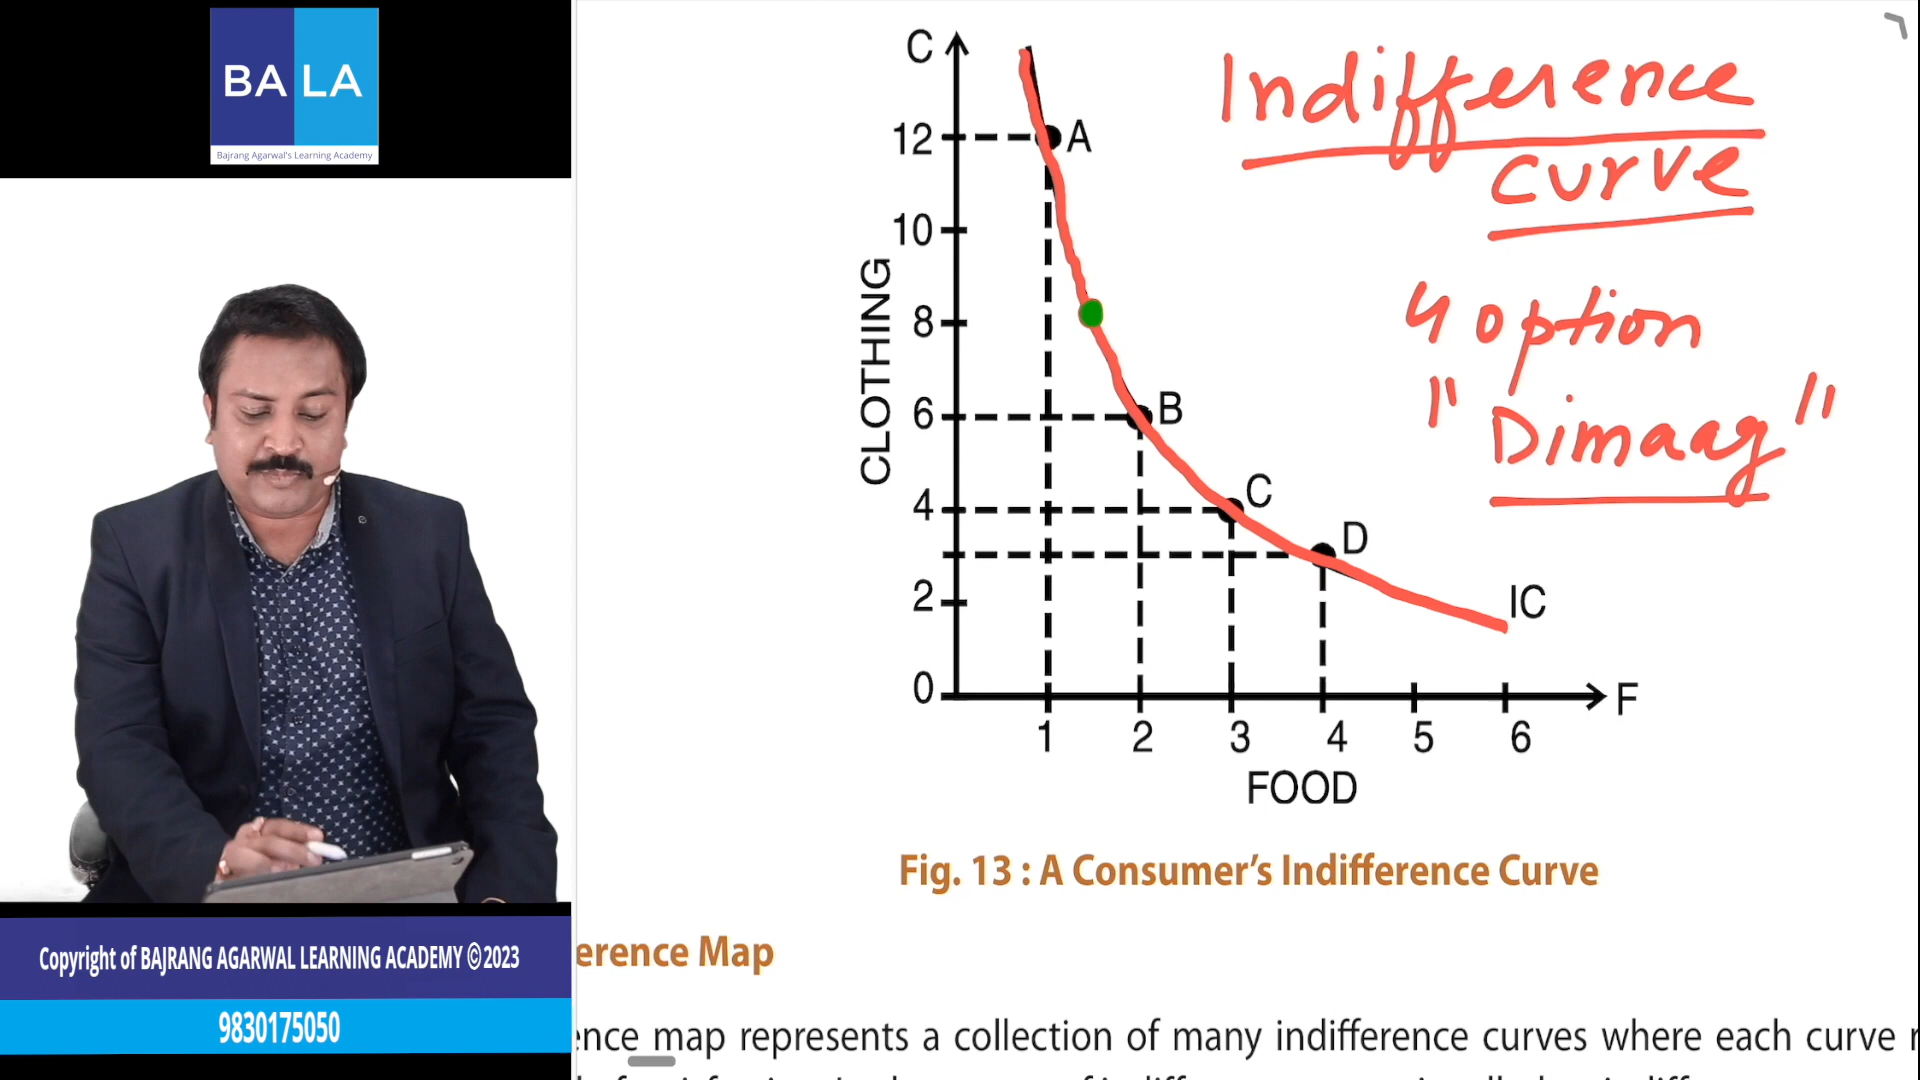 BA LA
Bajrang Agarwal's Learning Academy
Copyright of BAJRANG AGARWAL LEARNING ACADEMY ©2023
9830175050
C
12
10
8
6
4
2
0
CLOTHING
A
B
C
D
IC
F
1 2 3 4 5 6
FOOD
Indifference
curve
4 option
"Dimaag"
Fig. 13 : A Consumer's Indifference Curve
erence Map
ence map represents a collection of many indifference curves where each curve r